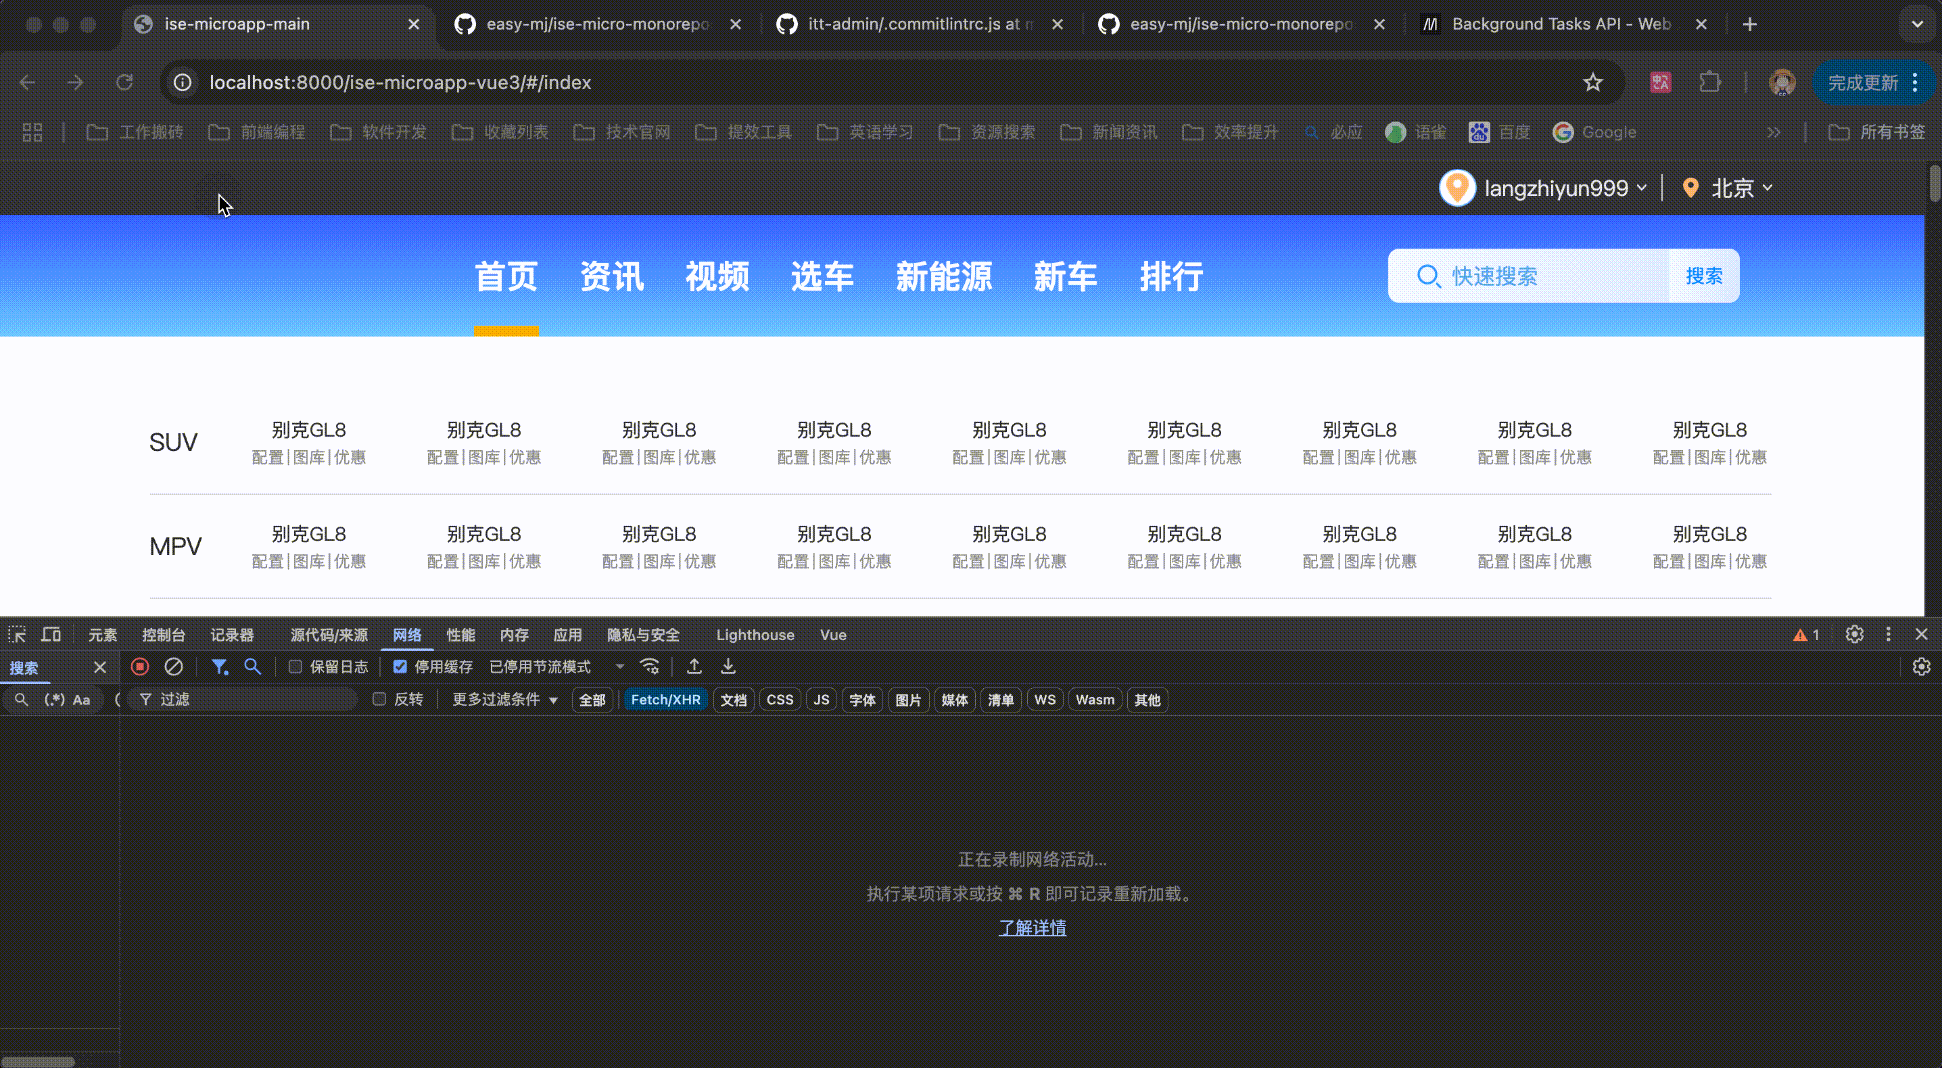 ise-microapp-main
easy-mj/ise-micro-monorepo
itt-admin/.commitlintrc.js at m
easy-mj/ise-micro-monorepo
Background Tasks API - Web
localhost:8000/ise-microapp-vue3/#/index
完成更新
工作搬砖 前端编程 软件开发 收藏列表 技术官网 提效工具 英语学习 资源搜索 新闻资讯 效率提升 必应 语雀 百度 Google 所有书签
langzhiyun999 北京
首页 资讯 视频 选车 新能源 新车 排行 快速搜索 搜索
SUV
别克GL8 别克GL8 别克GL8 别克GL8 别克GL8 别克GL8 别克GL8 别克GL8 别克GL8
配置|图库|优惠 配置|图库|优惠 配置|图库|优惠 配置|图库|优惠 配置|图库|优惠 配置|图库|优惠 配置|图库|优惠 配置|图库|优惠 配置|图库|优惠
MPV
别克GL8 别克GL8 别克GL8 别克GL8 别克GL8 别克GL8 别克GL8 别克GL8 别克GL8
配置|图库|优惠 配置|图库|优惠 配置|图库|优惠 配置|图库|优惠 配置|图库|优惠 配置|图库|优惠 配置|图库|优惠 配置|图库|优惠 配置|图库|优惠
元素 控制台 记录器 源代码/来源 网络 性能 内存 应用 隐私与安全 Lighthouse Vue 1
搜索 保留日志 停用缓存 已停用节流模式
(.*) Aa ( 过滤 反转 更多过滤条件 全部 Fetch/XHR 文档 CSS JS 字体 图片 媒体 清单 WS Wasm 其他
正在录制网络活动...
执行某项请求或按 ⌘ R 即可记录重新加载。
了解详情